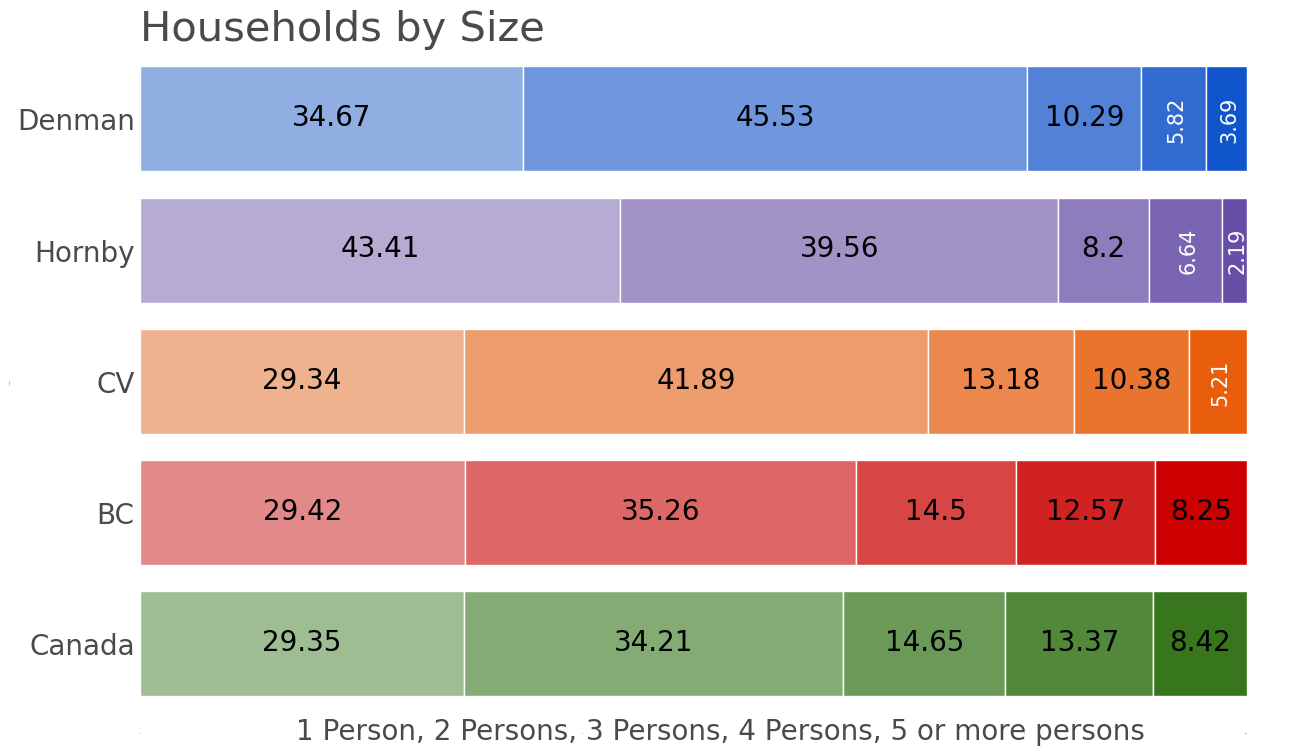 Households by Size
Denman 34.67 45.53 10.29 5.82 3.69
Hornby 43.41 39.56 8.2 6.64 2.19
CV 29.34 41.89 13.18 10.38 5.21
BC 29.42 35.26 14.5 12.57 8.25
Canada 29.35 34.21 14.65 13.37 8.42
1 Person, 2 Persons, 3 Persons, 4 Persons, 5 or more persons